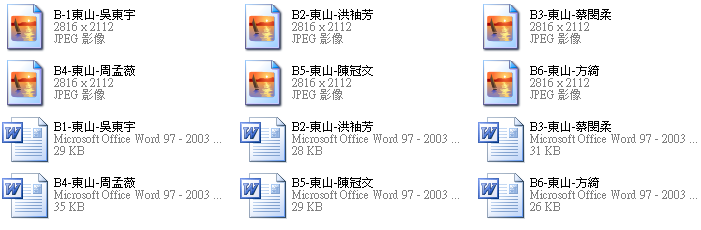 B-1東山-吳東宇
2816 x 2112
JPEG 影像
B2-東山-洪袖芳
2816 x 2112
JPEG 影像
B3-東山-蔡閔柔
2816 x 2112
JPEG 影像
B4-東山-周孟薇
2816 x 2112
JPEG 影像
B5-東山-陳冠文
2816 x 2112
JPEG 影像
B6-東山-方綺
2816 x 2112
JPEG 影像
B1-東山-吳東宇
Microsoft Office Word 97 - 2003 ...
29 KB
B2-東山-洪袖芳
Microsoft Office Word 97 - 2003 ...
28 KB
B3-東山-蔡閔柔
Microsoft Office Word 97 - 2003 ...
31 KB
B4-東山-周孟薇
Microsoft Office Word 97 - 2003 ...
35 KB
B5-東山-陳冠文
Microsoft Office Word 97 - 2003 ...
29 KB
B6-東山-方綺
Microsoft Office Word 97 - 2003 ...
26 KB